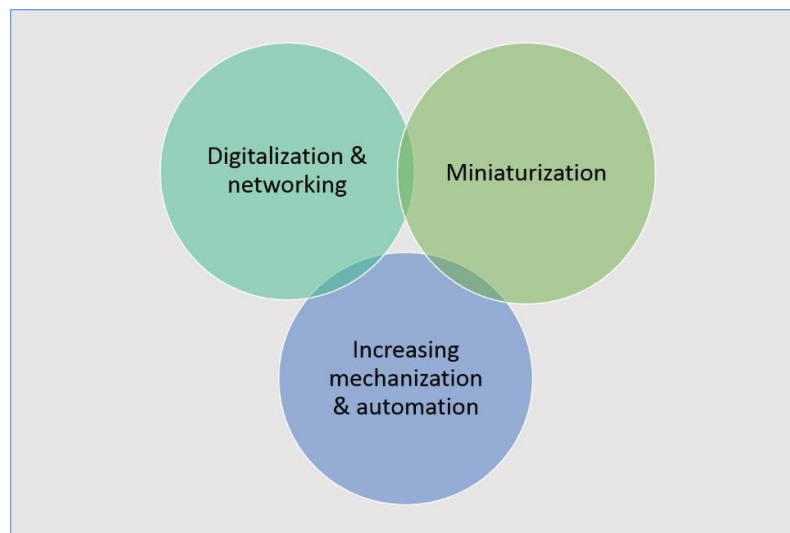 Digitalization &
networking
Miniaturization
Increasing
mechanization
& automation